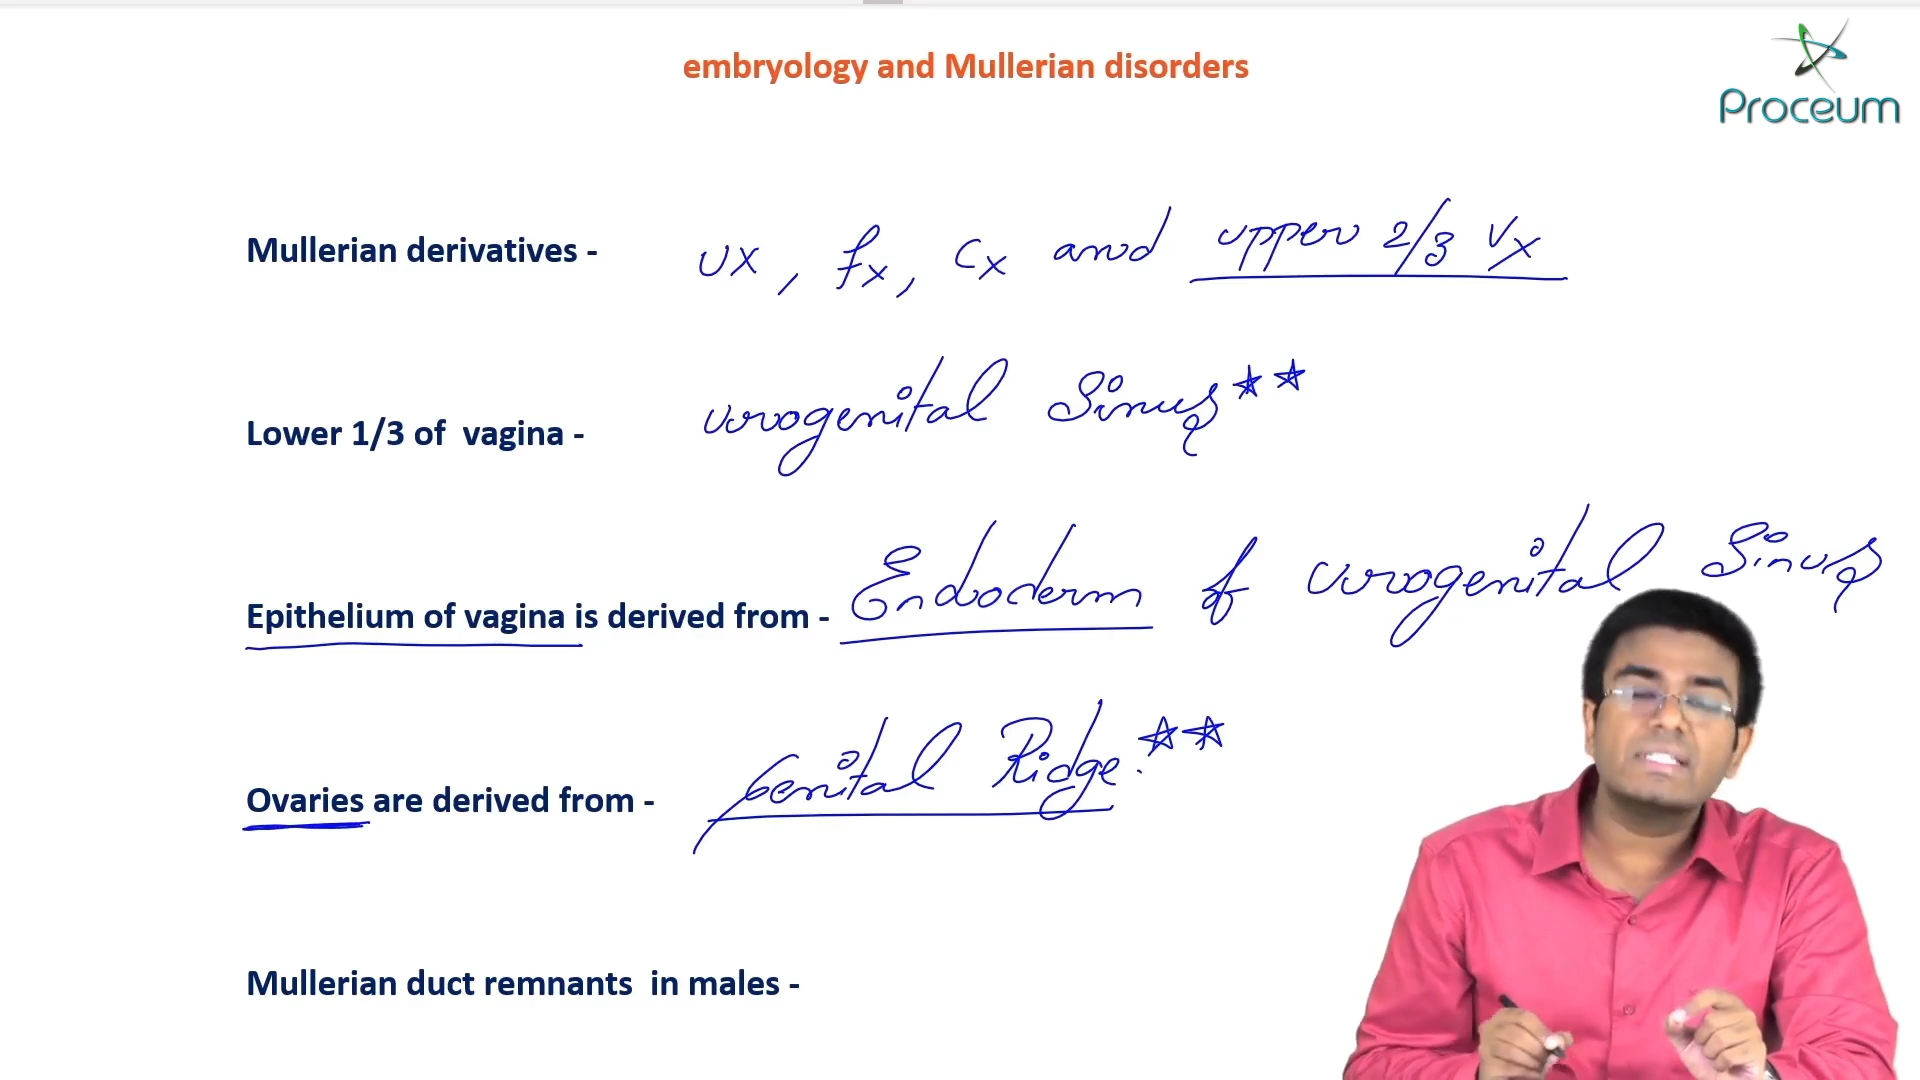 embryology and Mullerian disorders
Proceum
Mullerian derivatives - UX, fx, Cx and upper 2/3 Vx
Lower 1/3 of vagina - urogenital Sinus **
Epithelium of vagina is derived from - Endoderm of urogenital Sinus
Ovaries are derived from - Genital Ridge. **
Mullerian duct remnants in males -